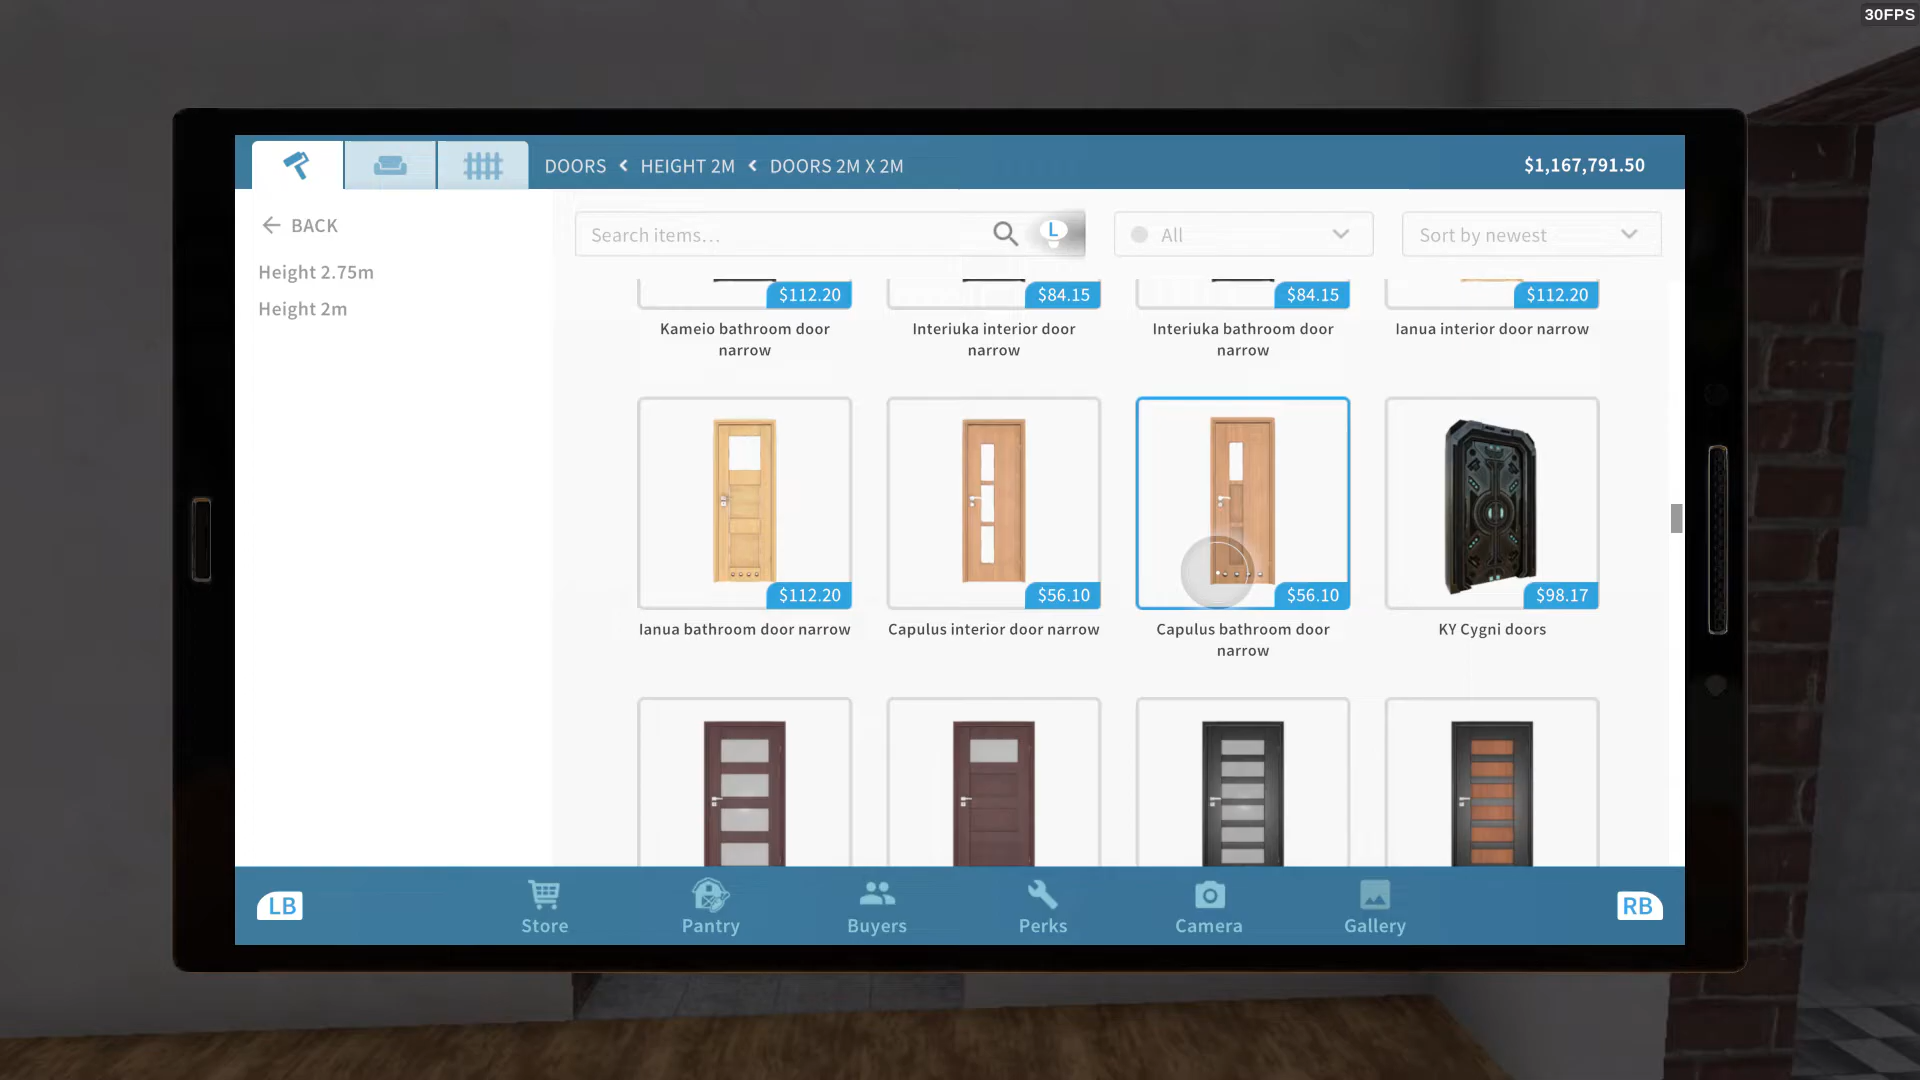 30FPS
DOORS < HEIGHT 2M < DOORS 2M X 2M
$1,167,791.50
BACK
Search items...
L
All
Sort by newest
Height 2.75m
Height 2m
$112.20
$84.15
$84.15
$112.20
Kameio bathroom door
narrow
Interiuka interior door
narrow
Interiuka bathroom door
narrow
Ianua interior door narrow
$112.20
$56.10
$56.10
$98.17
Ianua bathroom door narrow
Capulus interior door narrow
Capulus bathroom door
narrow
KY Cygni doors
LB
Store
Pantry
Buyers
Perks
Camera
Gallery
RB